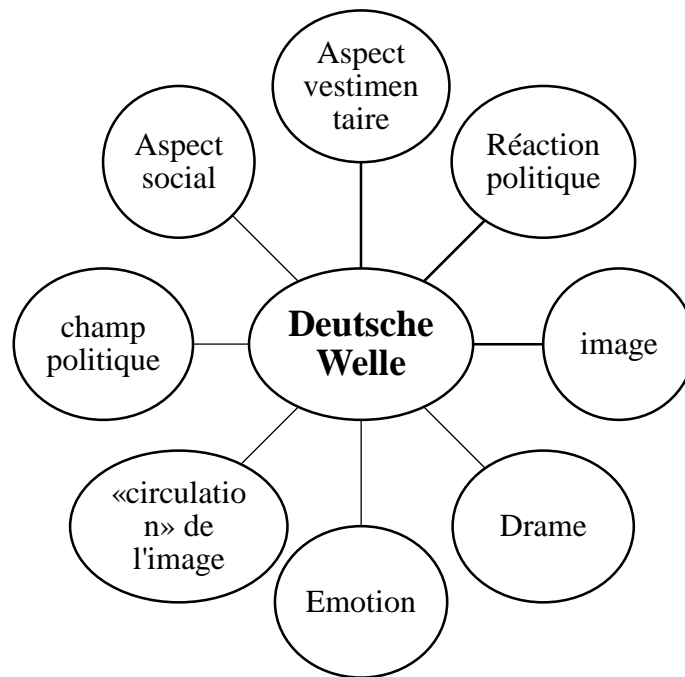 Aspect
vestimen
taire
Aspect
social
Réaction
politique
Deutsche
Welle
champ
politique
image
«circulatio
n» de
l'image
Drame
Emotion